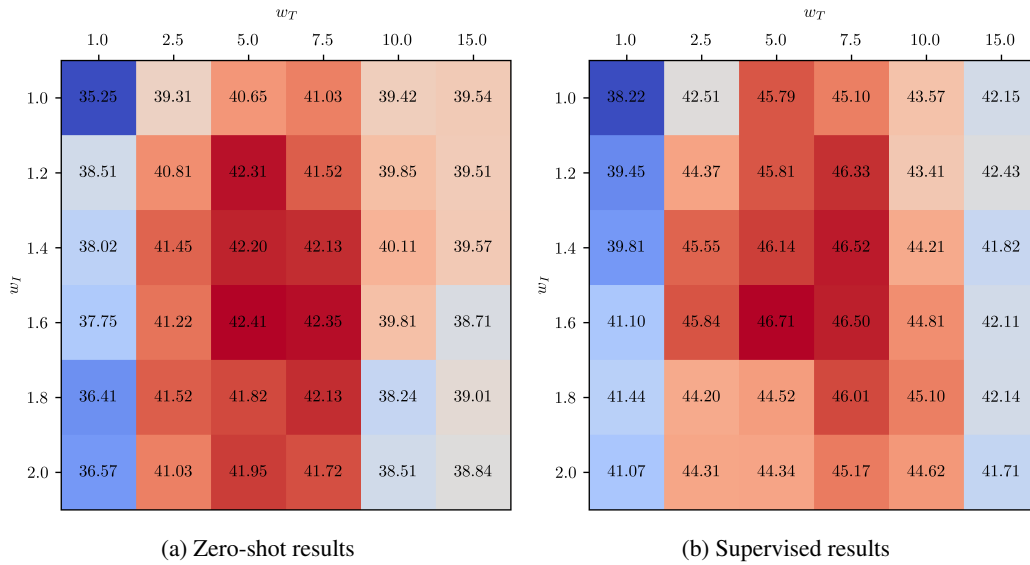 w_T
1.0 2.5 5.0 7.5 10.0 15.0
w_I
1.0 35.25 39.31 40.65 41.03 39.42 39.54
1.2 38.51 40.81 42.31 41.52 39.85 39.51
1.4 38.02 41.45 42.20 42.13 40.11 39.57
1.6 37.75 41.22 42.41 42.35 39.81 38.71
1.8 36.41 41.52 41.82 42.13 38.24 39.01
2.0 36.57 41.03 41.95 41.72 38.51 38.84
(a) Zero-shot results
w_T
1.0 2.5 5.0 7.5 10.0 15.0
w_I
1.0 38.22 42.51 45.79 45.10 43.57 42.15
1.2 39.45 44.37 45.81 46.33 43.41 42.43
1.4 39.81 45.55 46.14 46.52 44.21 41.82
1.6 41.10 45.84 46.71 46.50 44.81 42.11
1.8 41.44 44.20 44.52 46.01 45.10 42.14
2.0 41.07 44.31 44.34 45.17 44.62 41.71
(b) Supervised results